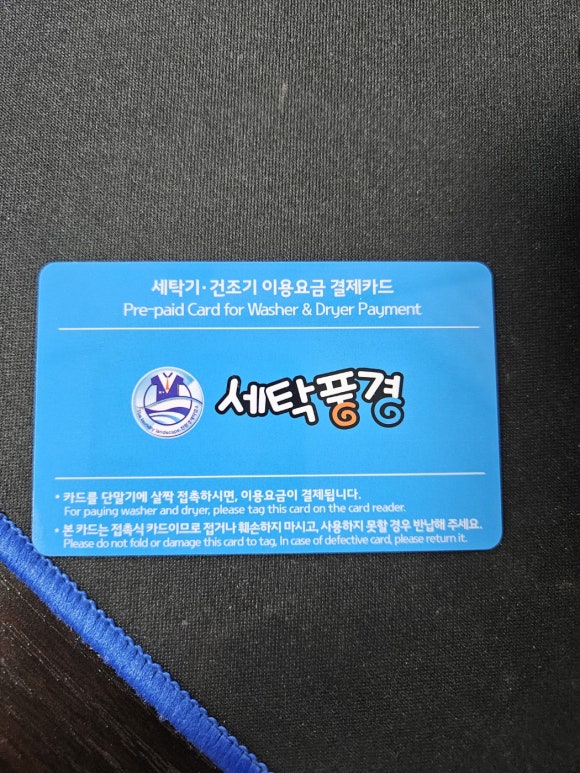 세탁기·건조기 이용요금 결제카드
Pre-paid Card for Washer & Dryer Payment
세탁풍경
• 카드를 단말기에 살짝 접촉하시면, 이용요금이 결제됩니다.
For paying washer and dryer, please tag this card on the card reader.
• 본 카드는 접촉식 카드이므로 접거나 훼손하지 마시고, 사용하지 못할 경우 반납해 주세요.
Please do not fold or damage this card to tag, In case of defective card, please return it.